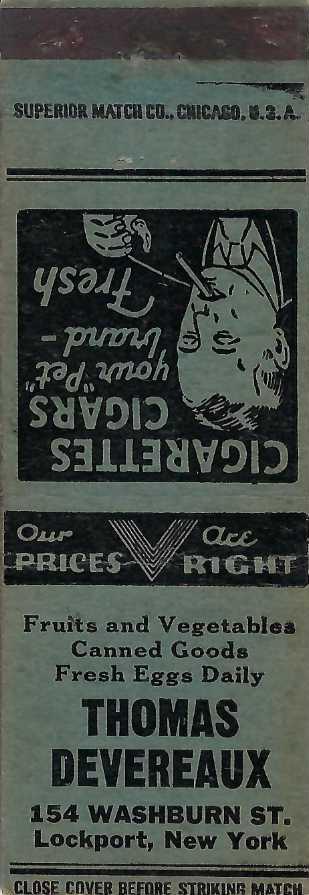 SUPERIOR MATCH CO., CHICAGO, U.S.A.
CIGARETTES
CIGARS
your "Pet"
brand -
Fresh
Our Are
PRICES RIGHT
Fruits and Vegetables
Canned Goods
Fresh Eggs Daily
THOMAS
DEVEREAUX
154 WASHBURN ST.
Lockport, New York
CLOSE COVER BEFORE STRIKING MATCH